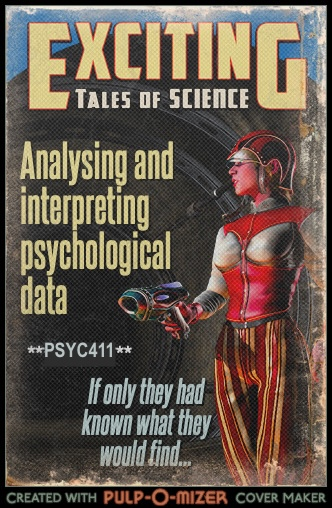 EXCITING
TALES OF SCIENCE
Analysing and
interpreting
psychological
data
**PSYC411**
If only they had
known what they
would find...
CREATED WITH PULP-O-MIZER COVER MAKER